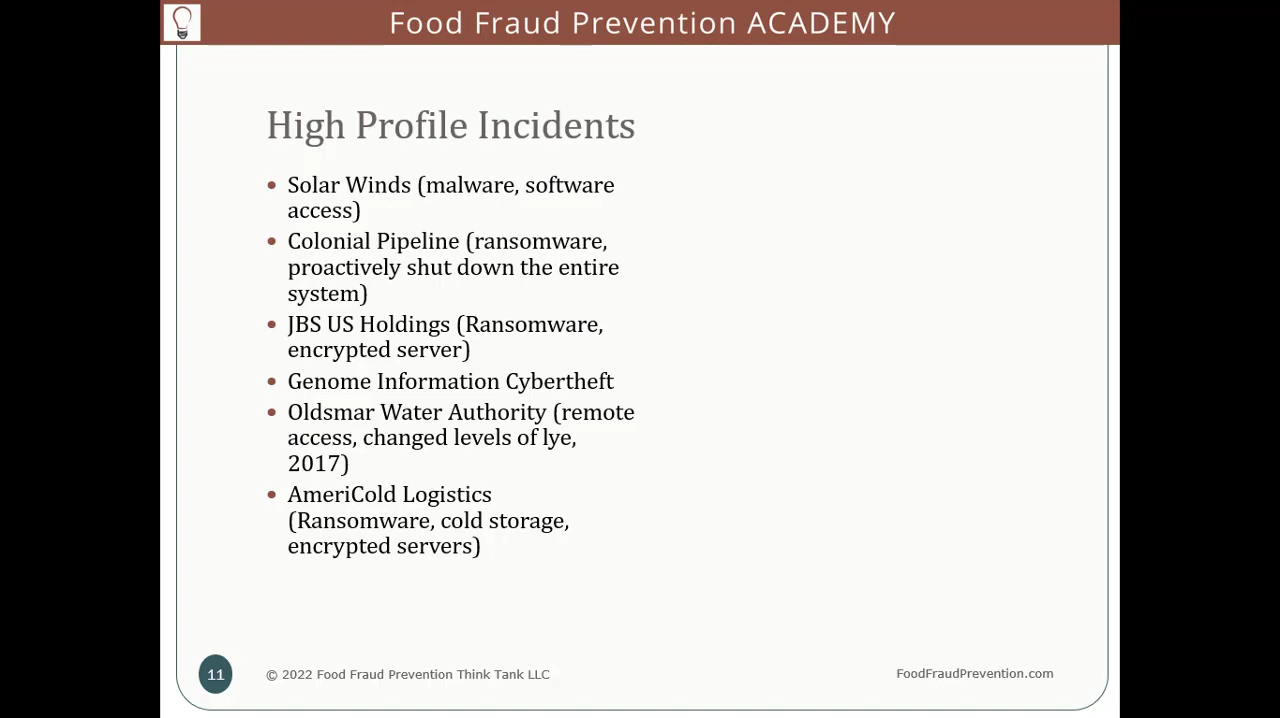 Food Fraud Prevention ACADEMY
High Profile Incidents
• Solar Winds (malware, software
access)
• Colonial Pipeline (ransomware,
proactively shut down the entire
system)
• JBS US Holdings (Ransomware,
encrypted server)
• Genome Information Cybertheft
• Oldsmar Water Authority (remote
access, changed levels of lye,
2017)
• AmeriCold Logistics
(Ransomware, cold storage,
encrypted servers)
11
© 2022 Food Fraud Prevention Think Tank LLC
FoodFraudPrevention.com